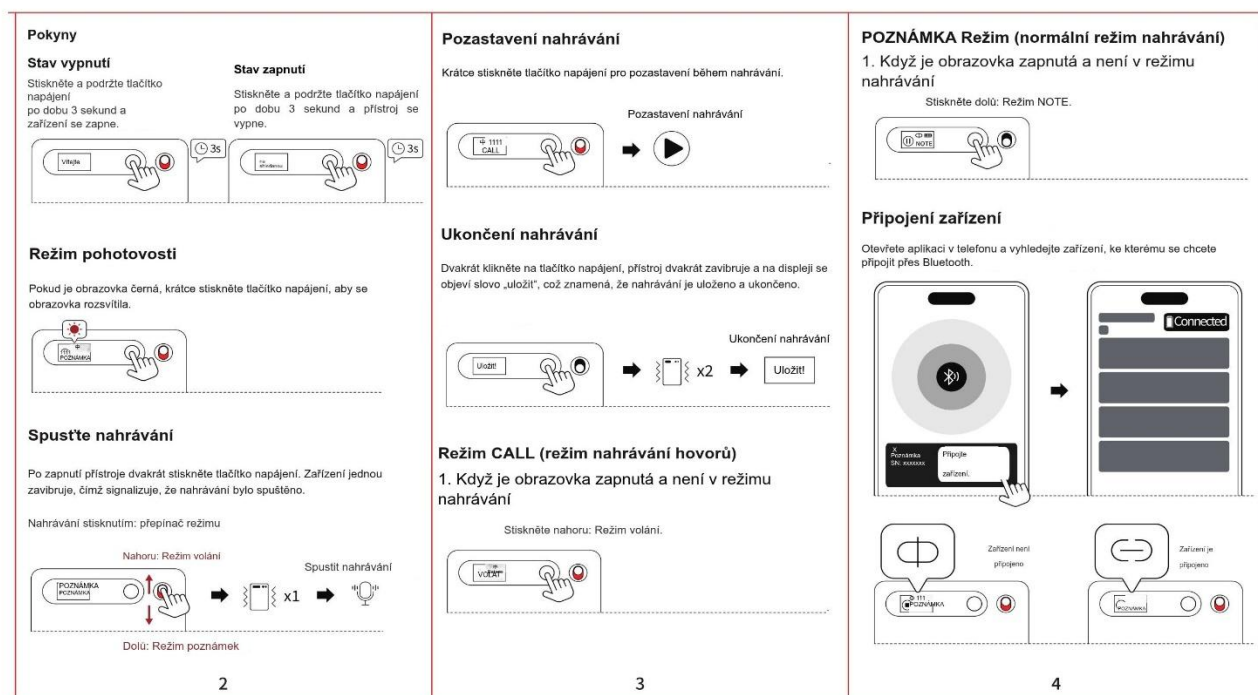 Pokyny
Stav vypnutí
Stiskněte a podržte tlačítko
napájení
po dobu 3 sekund a
zařízení se zapne.
Stav zapnutí
Stiskněte a podržte tlačítko napájení
po dobu 3 sekund a přístroj se
vypne.
Vítejte
3s
3s
Režim pohotovosti
Pokud je obrazovka černá, krátce stiskněte tlačítko napájení, aby se
obrazovka rozsvítila.
POZNÁMKA
Spusťte nahrávání
Po zapnutí přístroje dvakrát stiskněte tlačítko napájení. Zařízení jednou
zavibruje, čímž signalizuje, že nahrávání bylo spuštěno.
Nahrávání stisknutím: přepínač režimu
Nahoru: Režim volání
POZNÁMKA
POZNÁMKA
x1
Spustit nahrávání
Dolů: Režim poznámek
2
Pozastavení nahrávání
Krátce stiskněte tlačítko napájení pro pozastavení během nahrávání.
Pozastavení nahrávání
1111
CALL
Ukončení nahrávání
Dvakrát klikněte na tlačítko napájení, přístroj dvakrát zavibruje a na displeji se
objeví slovo „uložit", což znamená, že nahrávání je uloženo a ukončeno.
Ukončení nahrávání
Uložit!
x2
Uložit!
Režim CALL (režim nahrávání hovorů)
1. Když je obrazovka zapnutá a není v režimu
nahrávání
Stiskněte nahoru: Režim volání.
VOLAT
3
POZNÁMKA Režim (normální režim nahrávání)
1. Když je obrazovka zapnutá a není v režimu
nahrávání
Stiskněte dolů: Režim NOTE.
NOTE
Připojení zařízení
Otevřete aplikaci v telefonu a vyhledejte zařízení, ke kterému se chcete
připojit přes Bluetooth.
Connected
X
Poznámka
SN: xxxxxxx
Připojte
zařízení.
Zařízení není
připojeno
Zařízení je
připojeno
111
POZNÁMKA
POZNÁMKA
4